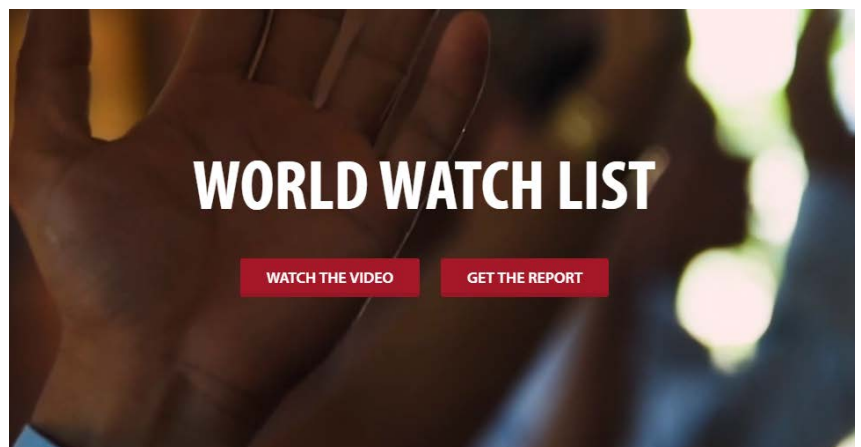 WORLD WATCH LIST
WATCH THE VIDEO
GET THE REPORT